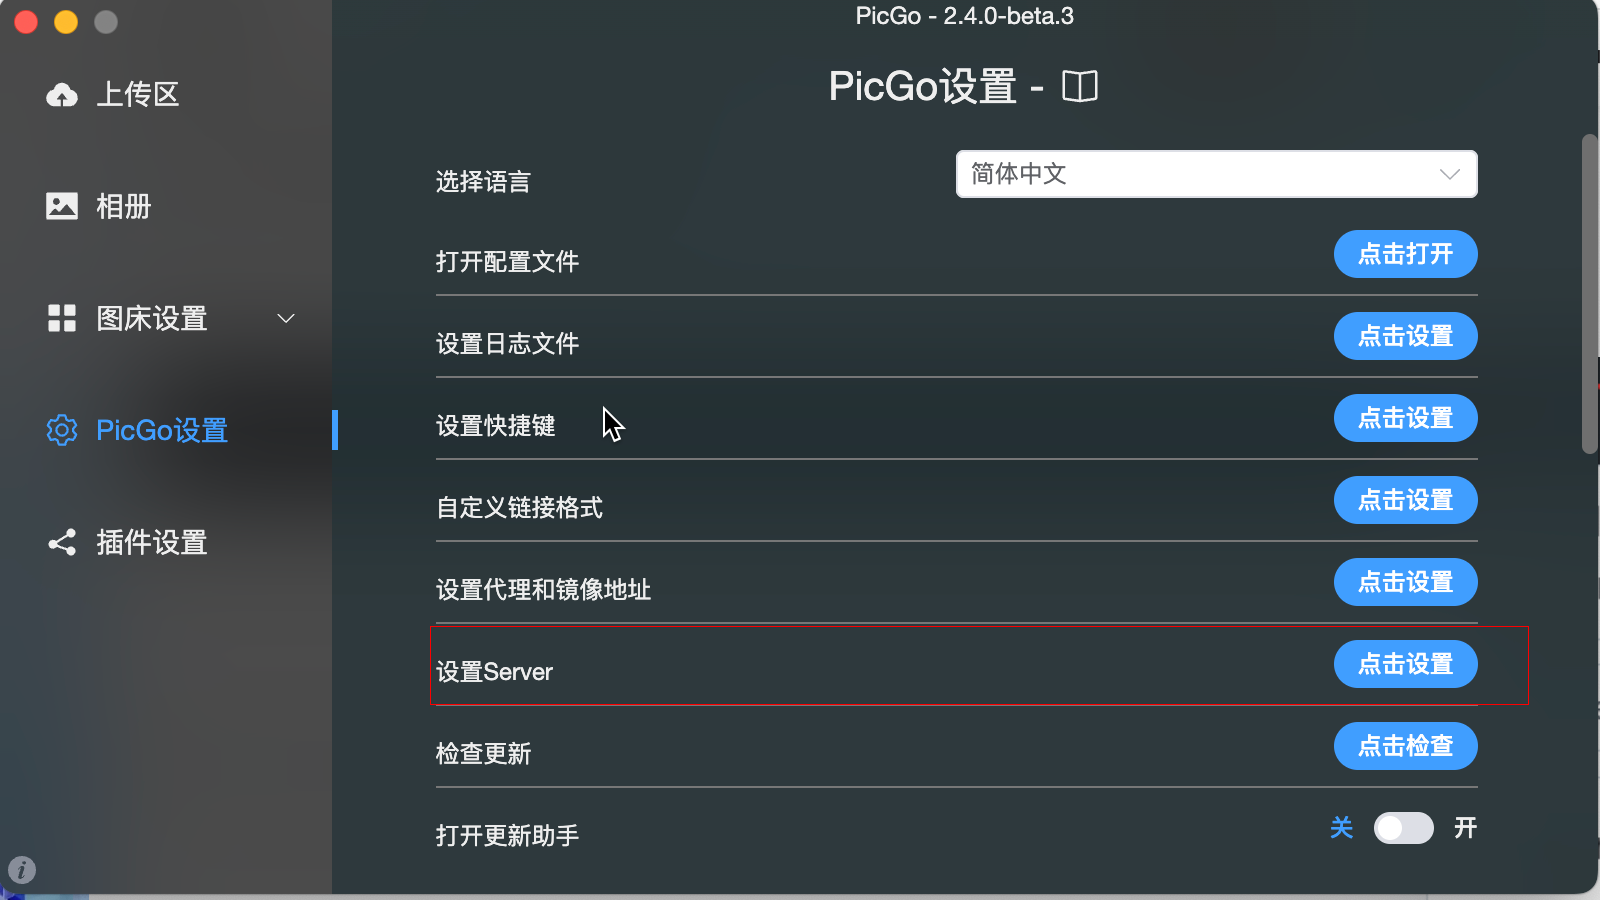 PicGo - 2.4.0-beta.3
上传区
相册
图床设置
PicGo设置
插件设置
PicGo设置 -
选择语言
简体中文
打开配置文件
点击打开
设置日志文件
点击设置
设置快捷键
点击设置
自定义链接格式
点击设置
设置代理和镜像地址
点击设置
设置Server
点击设置
检查更新
点击检查
打开更新助手
关
开